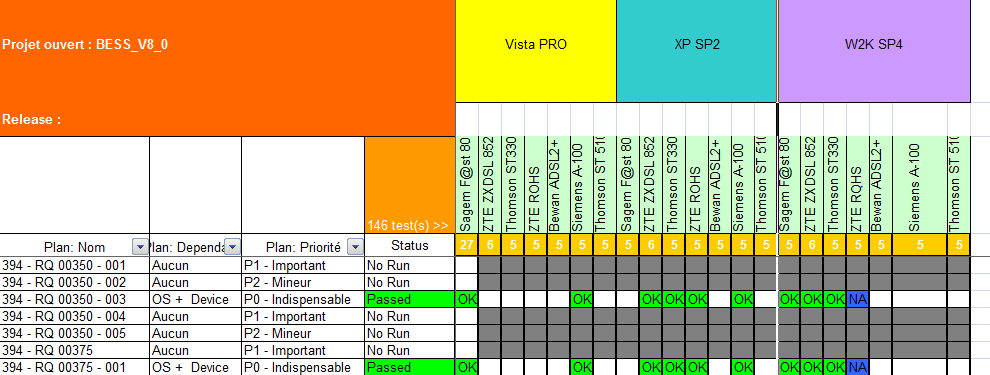 Projet ouvert : BESS_V8_0
Vista PRO
XP SP2
W2K SP4
Release :
146 test(s) >>
Sagem F@st 80
ZTE ZXDSL 852
Thomson ST330
ZTE ROHS
Bewan ADSL2+
Siemens A-100
Thomson ST 510
Sagem F@st 80
ZTE ZXDSL 852
Thomson ST330
ZTE ROHS
Bewan ADSL2+
Siemens A-100
Thomson ST 510
Sagem F@st 80
ZTE ZXDSL 852
Thomson ST330
ZTE RQHS
Bewan ADSL2+
Siemens A-100
Thomson ST 510
Plan: Nom Plan: Dependa Plan: Priorité Status 27 6 5 5 5 5 5 5 6 5 5 5 5 5 5 6 5 5 5 5 5
394 - RQ 00350 - 001 Aucun P1 - Important No Run
394 - RQ 00350 - 002 Aucun P2 - Mineur No Run
394 - RQ 00350 - 003 OS + Device P0 - Indispensable Passed OK OK OK OK OK OK OK OK OK NA
394 - RQ 00350 - 004 Aucun P1 - Important No Run
394 - RQ 00350 - 005 Aucun P2 - Mineur No Run
394 - RQ 00375 Aucun P1 - Important No Run
394 - RQ 00375 - 001 OS + Device P0 - Indispensable Passed OK OK OK OK OK OK OK OK OK NA